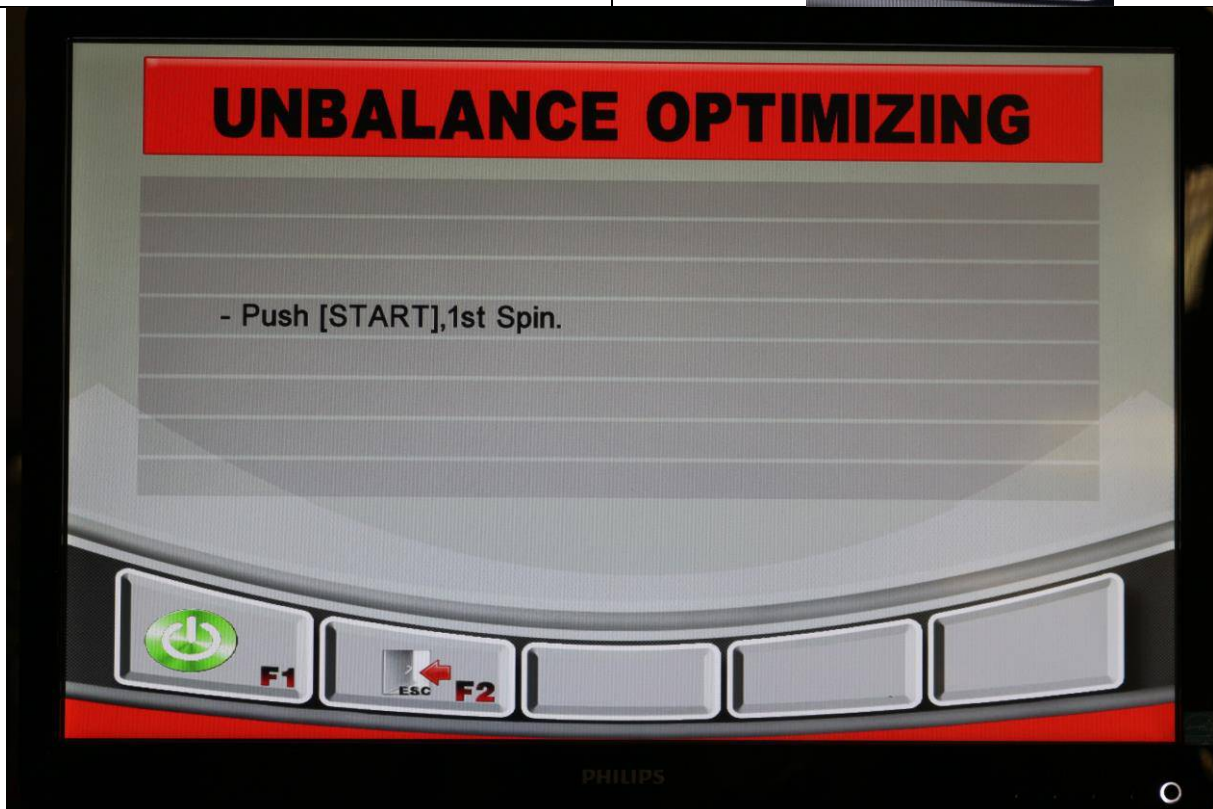 UNBALANCE OPTIMIZING
- Push [START],1st Spin.
F1
ESC F2
PHILIPS